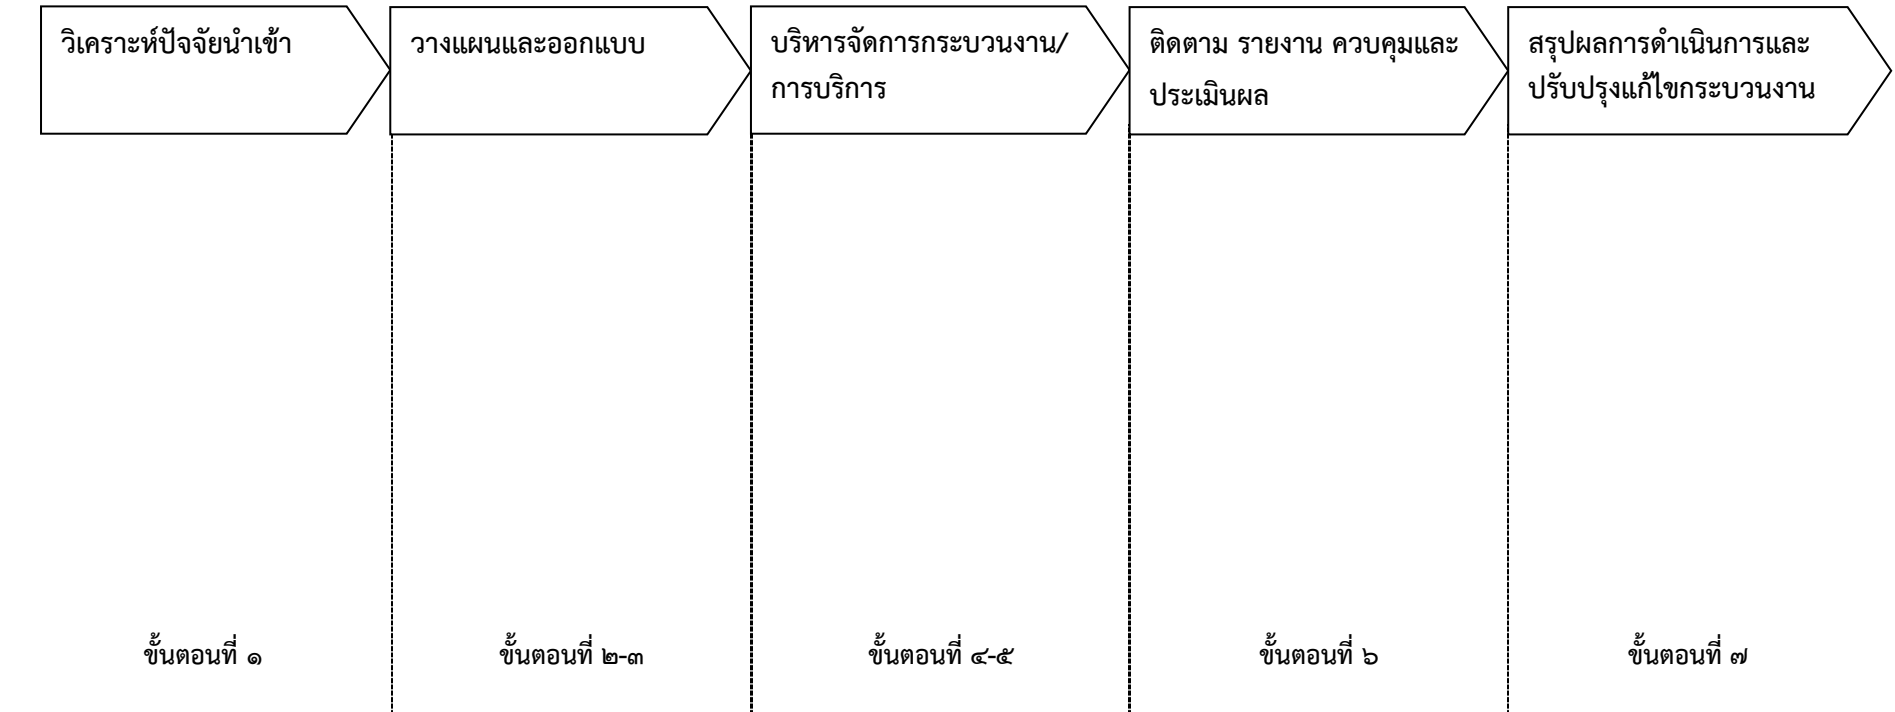 วิเคราะห์ปัจจัยนำเข้า
วางแผนและออกแบบ
บริหารจัดการกระบวนงาน/
การบริการ
ติดตาม รายงาน ควบคุมและ
ประเมินผล
สรุปผลการดำเนินการและ
ปรับปรุงแก้ไขกระบวนงาน
ขั้นตอนที่ ๑
ขั้นตอนที่ ๒-๓
ขั้นตอนที่ ๔-๕
ขั้นตอนที่ ๖
ขั้นตอนที่ ๗